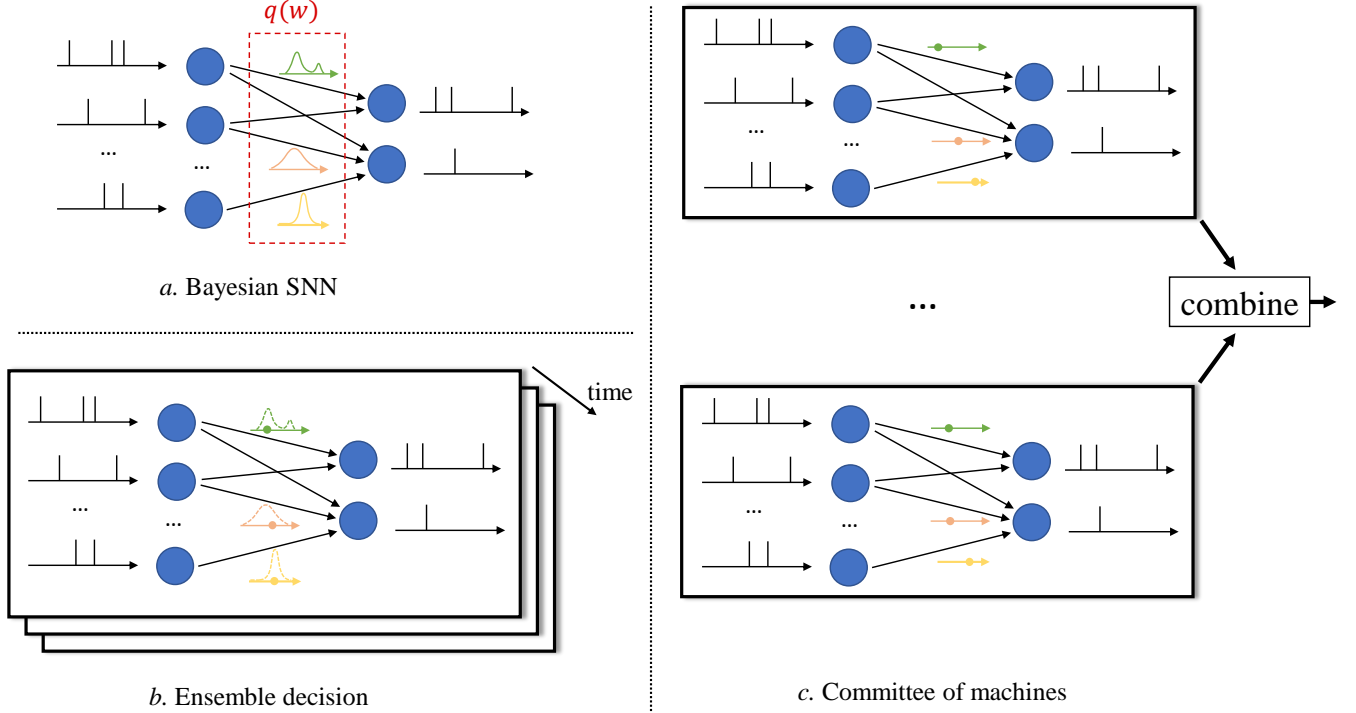 q(w)
...
...
a. Bayesian SNN
time
...
...
b. Ensemble decision
...
...
...
combine
...
...
c. Committee of machines